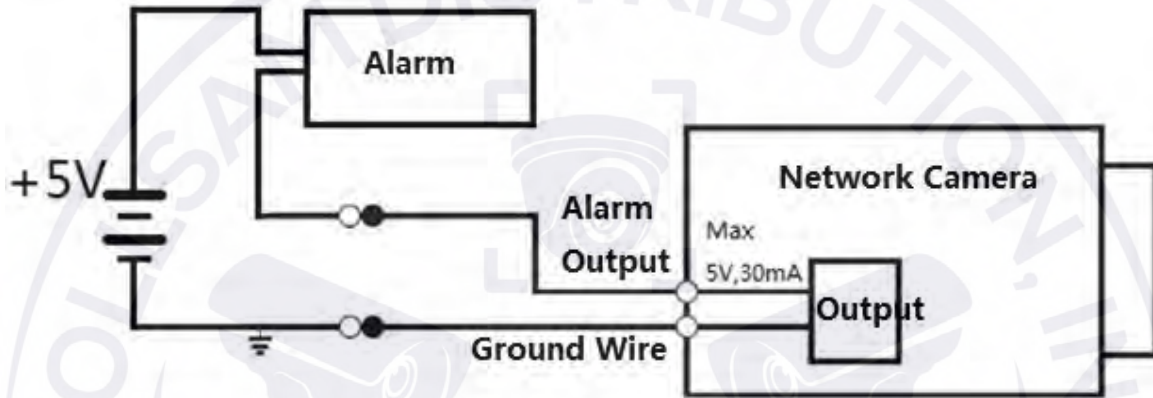 Alarm
+5V
Network Camera
Alarm
Output
Max
5V,30mA
Output
Ground Wire